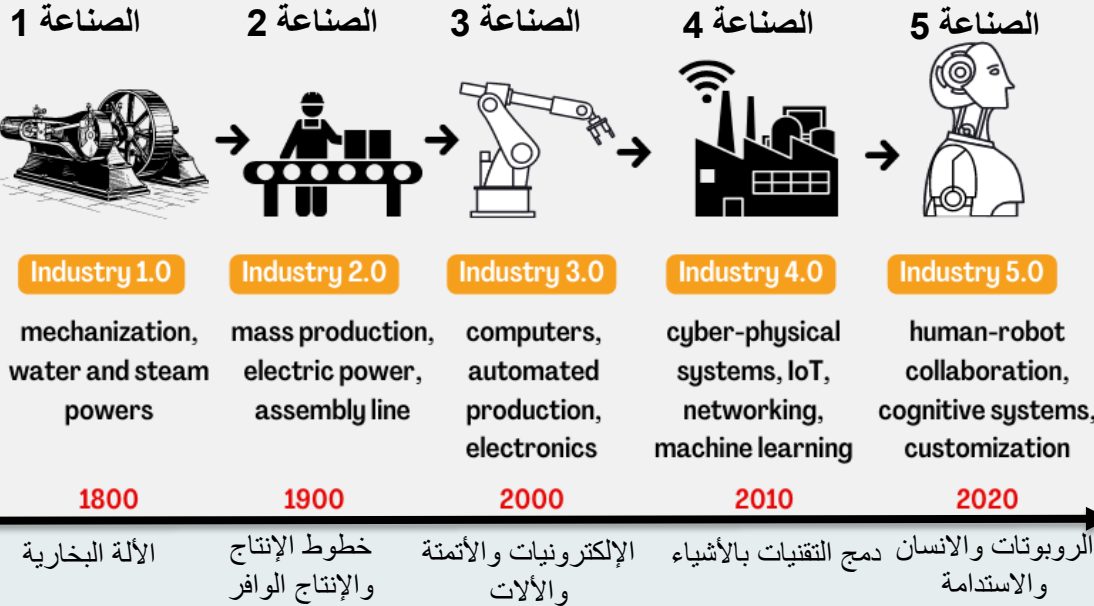 الصناعة 1
الصناعة 2
الصناعة 3
الصناعة 4
الصناعة 5
Industry 1.0
Industry 2.0
Industry 3.0
Industry 4.0
Industry 5.0
mechanization,
water and steam
powers
mass production,
electric power,
assembly line
computers,
automated
production,
electronics
cyber-physical
systems, IoT,
networking,
machine learning
human-robot
collaboration,
cognitive systems,
customization
1800
1900
2000
2010
2020
الألة البخارية
خطوط الإنتاج
والإنتاج الوافر
الإلكترونيات والأتمتة
والألات
دمج التقنيات بالأشياء
الروبوتات والانسان
والاستدامة